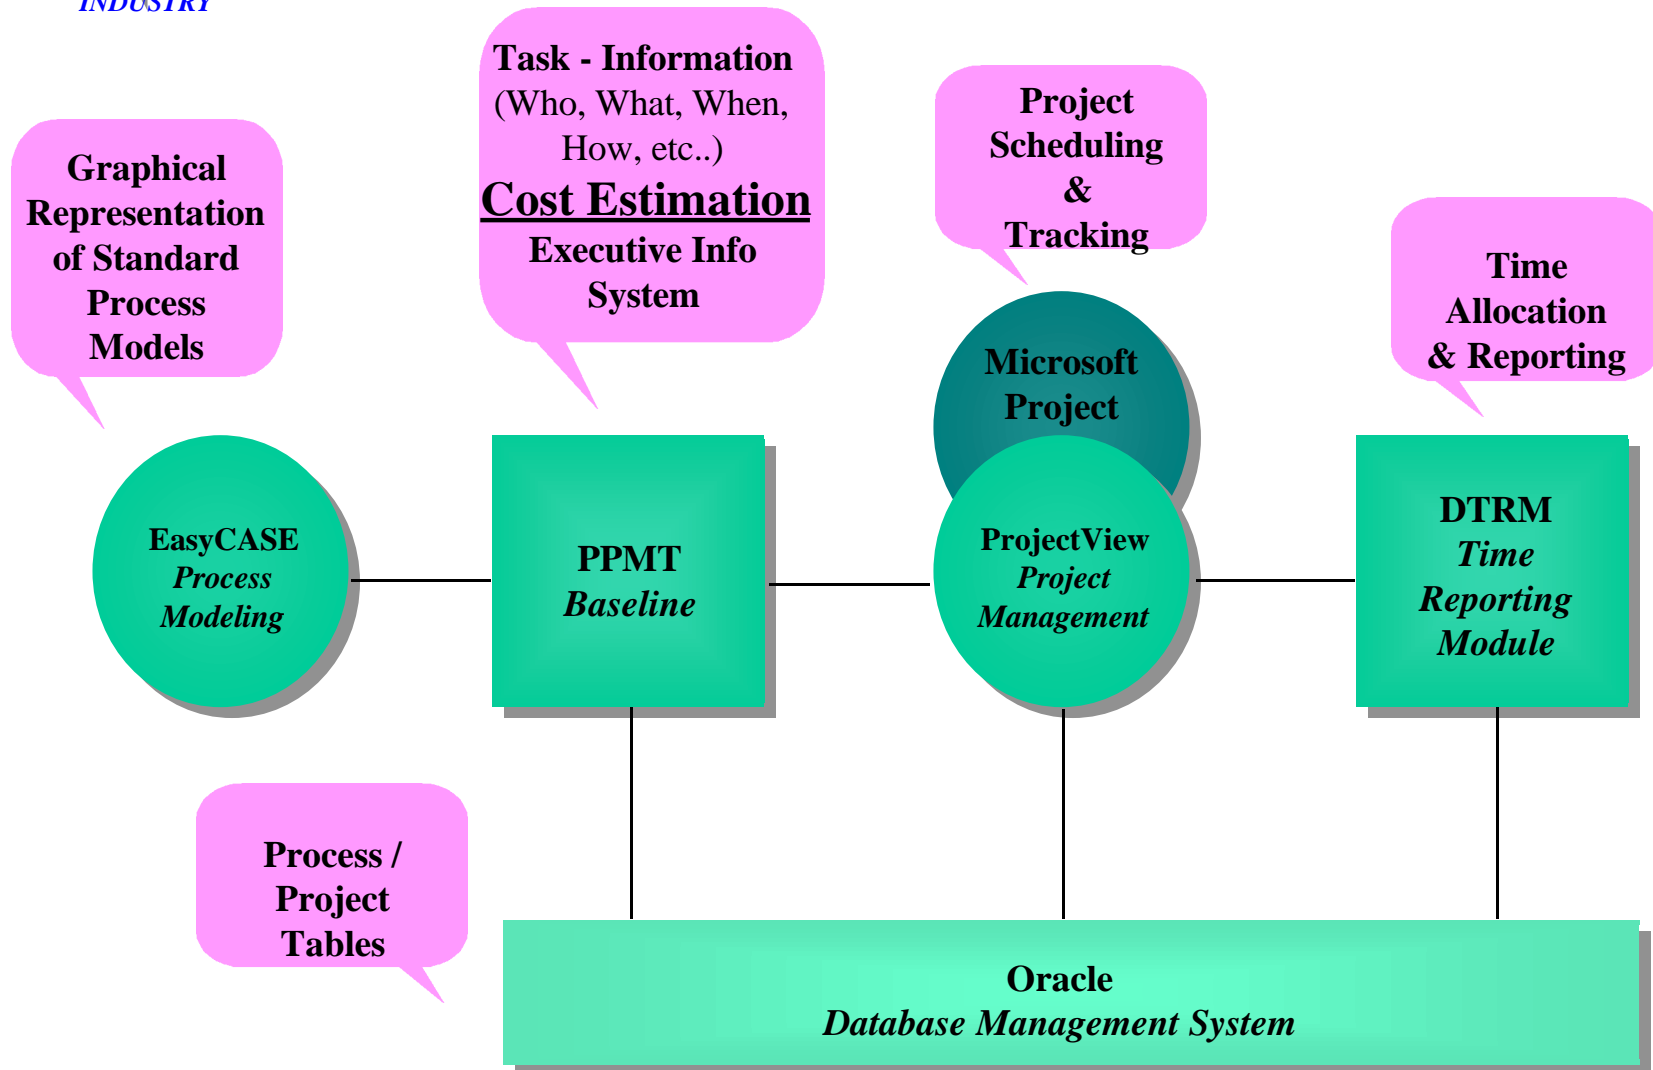 INDUSTRY
Task - Information
(Who, What, When,
How, etc..)
Cost Estimation
Executive Info
System
Project
Scheduling
&
Tracking
Graphical
Representation
of Standard
Process
Models
Time
Allocation
& Reporting
Microsoft
Project
EasyCASE
Process
Modeling
PPMT
Baseline
ProjectView
Project
Management
DTRM
Time
Reporting
Module
Process /
Project
Tables
Oracle
Database Management System